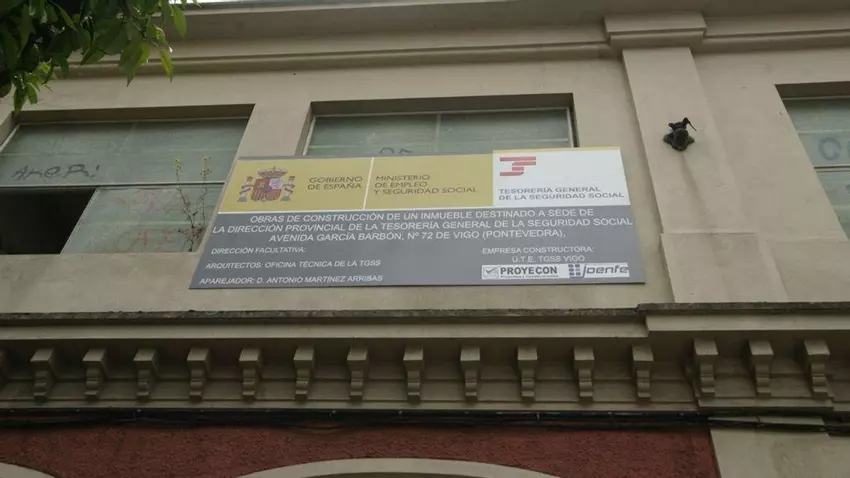 GOBIERNO
DE ESPAÑA
MINISTERIO
DE EMPLEO
Y SEGURIDAD SOCIAL
TESORERÍA GENERAL
DE LA SEGURIDAD SOCIAL
OBRAS DE CONSTRUCCIÓN DE UN INMUEBLE DESTINADO A SEDE DE
LA DIRECCIÓN PROVINCIAL DE LA TESORERÍA GENERAL DE LA SEGURIDAD SOCIAL
AVENIDA GARCÍA BARBÓN, Nº 72 DE VIGO (PONTEVEDRA).
DIRECCIÓN FACULTATIVA:
ARQUITECTOS: OFICINA TÉCNICA DE LA TGSS
APAREJADOR: D. ANTONIO MARTÍNEZ ARRIBAS
EMPRESA CONSTRUCTORA:
U.T.E. TGSS VIGO
PROYECON